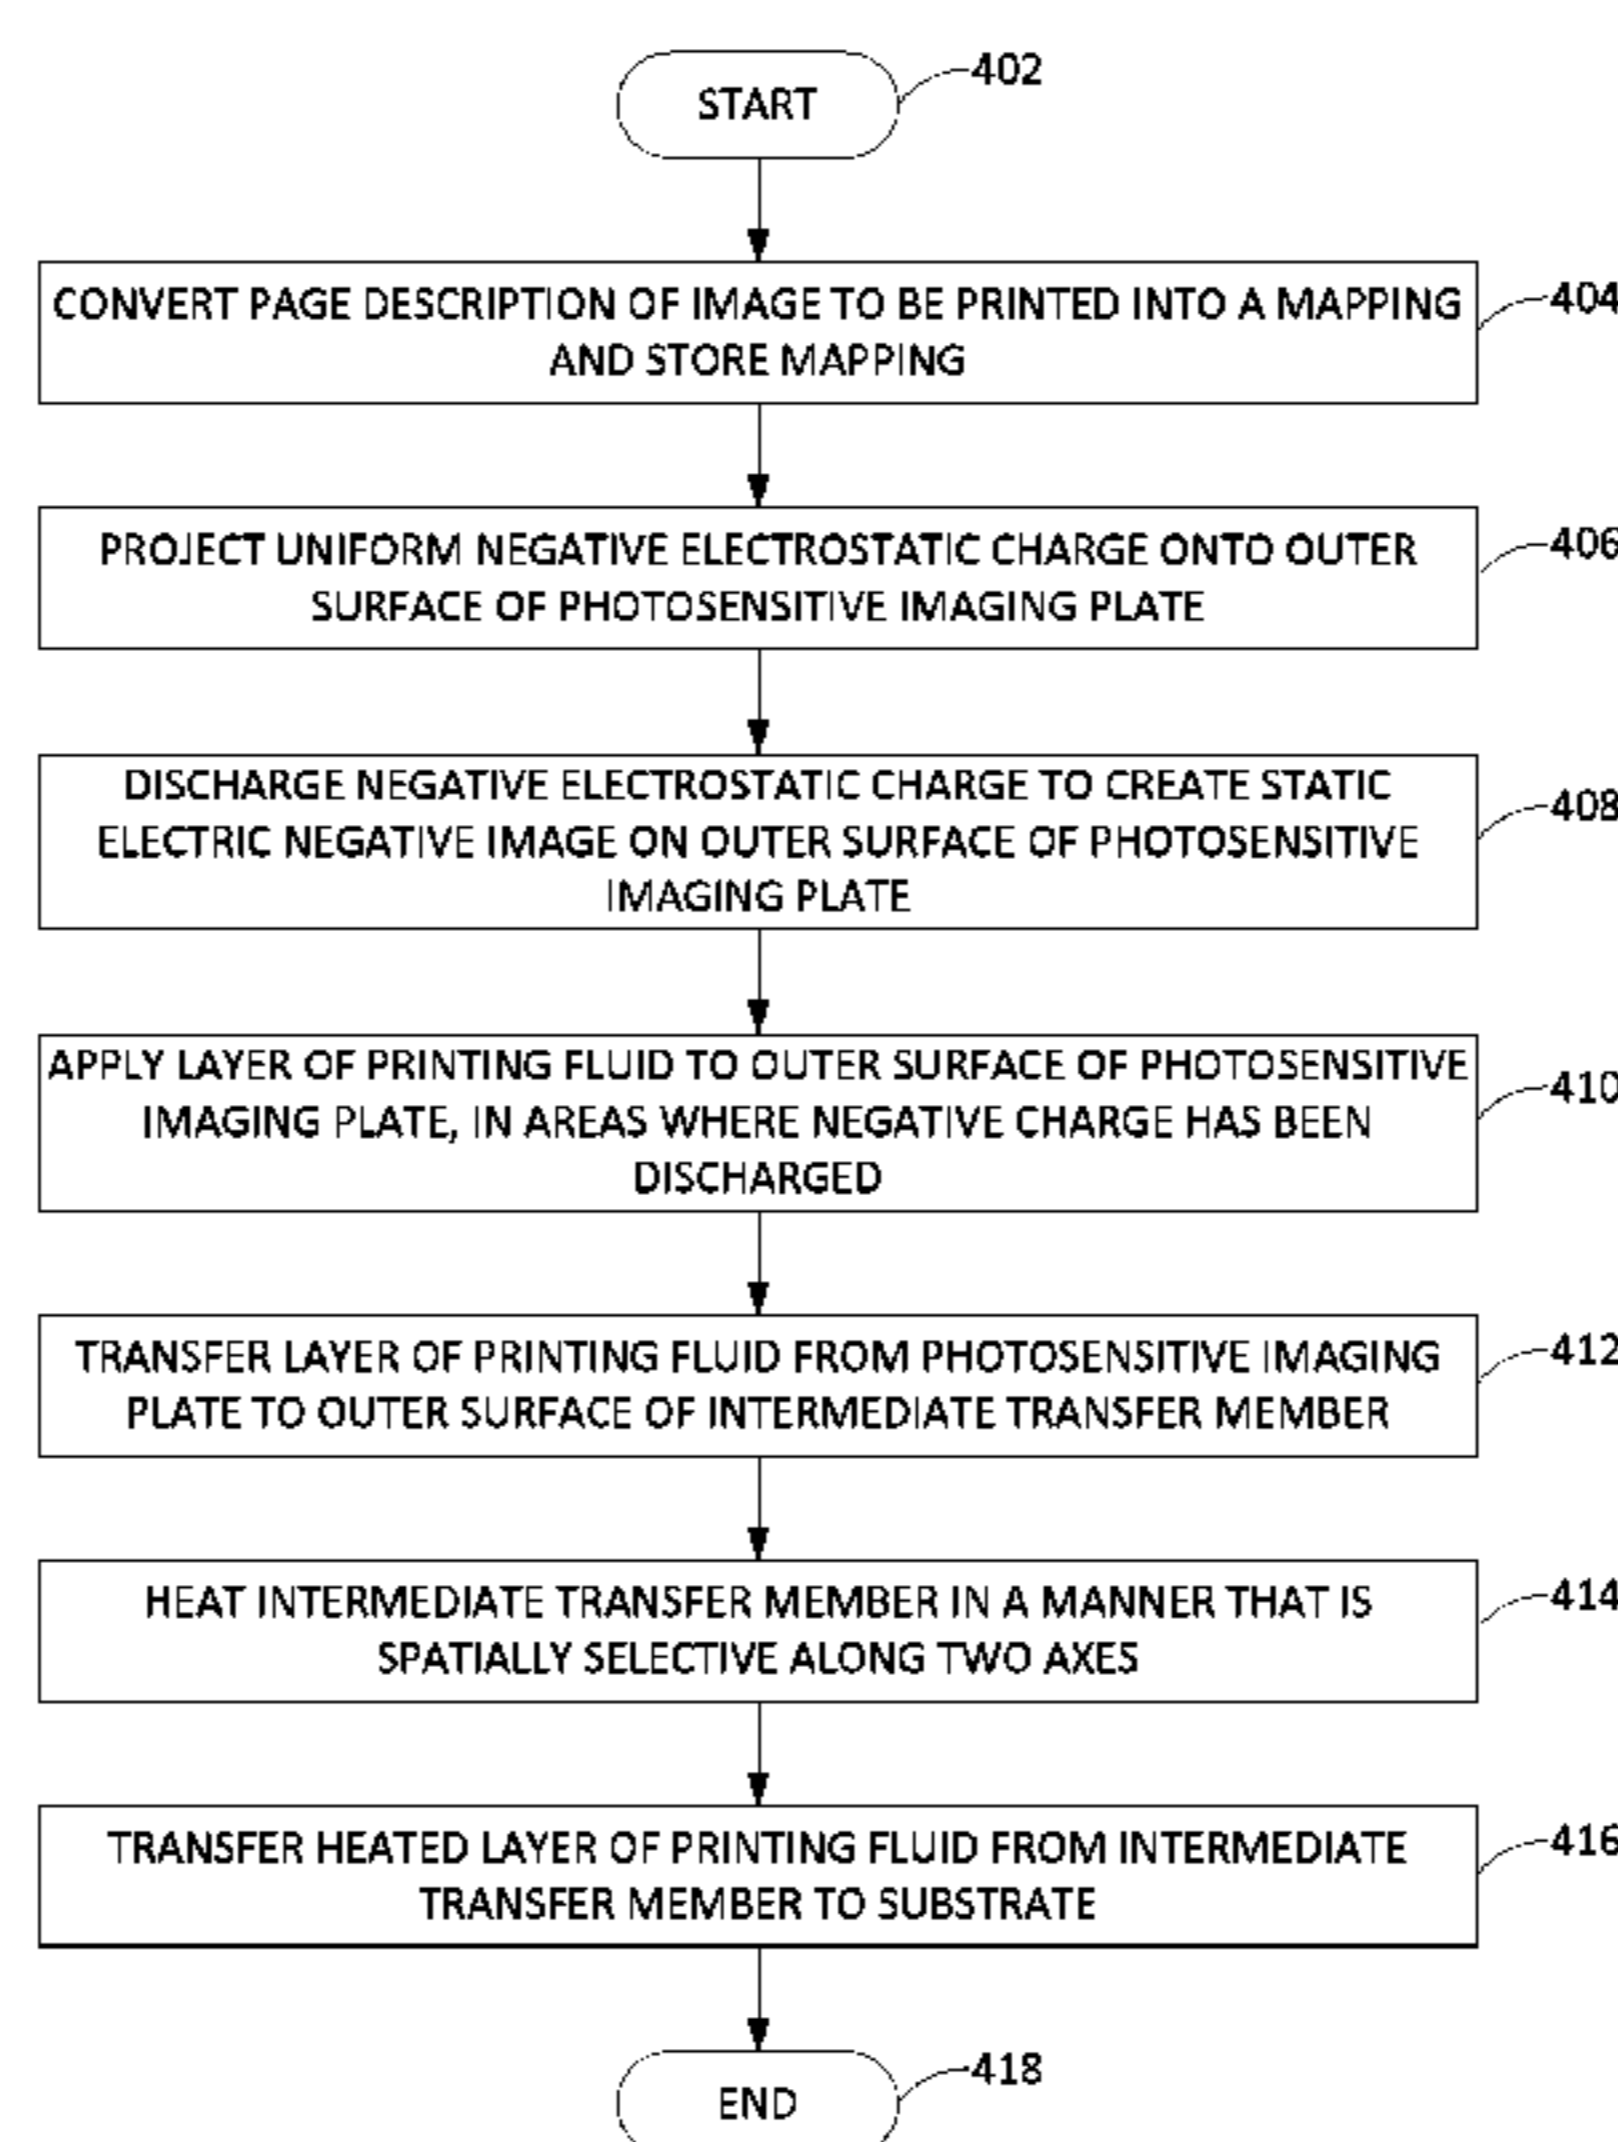 START
402
CONVERT PAGE DESCRIPTION OF IMAGE TO BE PRINTED INTO A MAPPING
AND STORE MAPPING
404
PROJECT UNIFORM NEGATIVE ELECTROSTATIC CHARGE ONTO OUTER
SURFACE OF PHOTOSENSITIVE IMAGING PLATE
406
DISCHARGE NEGATIVE ELECTROSTATIC CHARGE TO CREATE STATIC
ELECTRIC NEGATIVE IMAGE ON OUTER SURFACE OF PHOTOSENSITIVE
IMAGING PLATE
408
APPLY LAYER OF PRINTING FLUID TO OUTER SURFACE OF PHOTOSENSITIVE
IMAGING PLATE, IN AREAS WHERE NEGATIVE CHARGE HAS BEEN
DISCHARGED
410
TRANSFER LAYER OF PRINTING FLUID FROM PHOTOSENSITIVE IMAGING
PLATE TO OUTER SURFACE OF INTERMEDIATE TRANSFER MEMBER
412
HEAT INTERMEDIATE TRANSFER MEMBER IN A MANNER THAT IS
SPATIALLY SELECTIVE ALONG TWO AXES
414
TRANSFER HEATED LAYER OF PRINTING FLUID FROM INTERMEDIATE
TRANSFER MEMBER TO SUBSTRATE
416
END
418